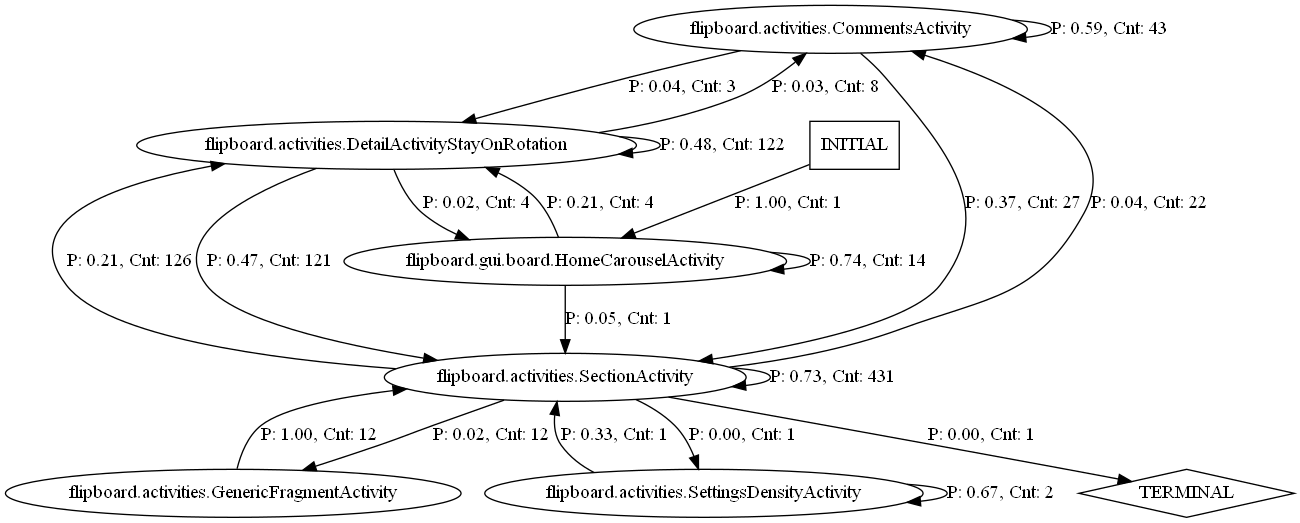 flipboard.activities.CommentsActivity
P: 0.59, Cnt: 43
P: 0.04, Cnt: 3
P: 0.03, Cnt: 8
flipboard.activities.DetailActivityStayOnRotation
P: 0.48, Cnt: 122
INITIAL
P: 0.02, Cnt: 4
P: 0.21, Cnt: 4
P: 1.00, Cnt: 1
P: 0.37, Cnt: 27
P: 0.04, Cnt: 22
P: 0.21, Cnt: 126
P: 0.47, Cnt: 121
flipboard.gui.board.HomeCarouselActivity
P: 0.74, Cnt: 14
P: 0.05, Cnt: 1
flipboard.activities.SectionActivity
P: 0.73, Cnt: 431
P: 1.00, Cnt: 12
P: 0.02, Cnt: 12
P: 0.33, Cnt: 1
P: 0.00, Cnt: 1
P: 0.00, Cnt: 1
flipboard.activities.GenericFragmentActivity
flipboard.activities.SettingsDensityActivity
P: 0.67, Cnt: 2
TERMINAL